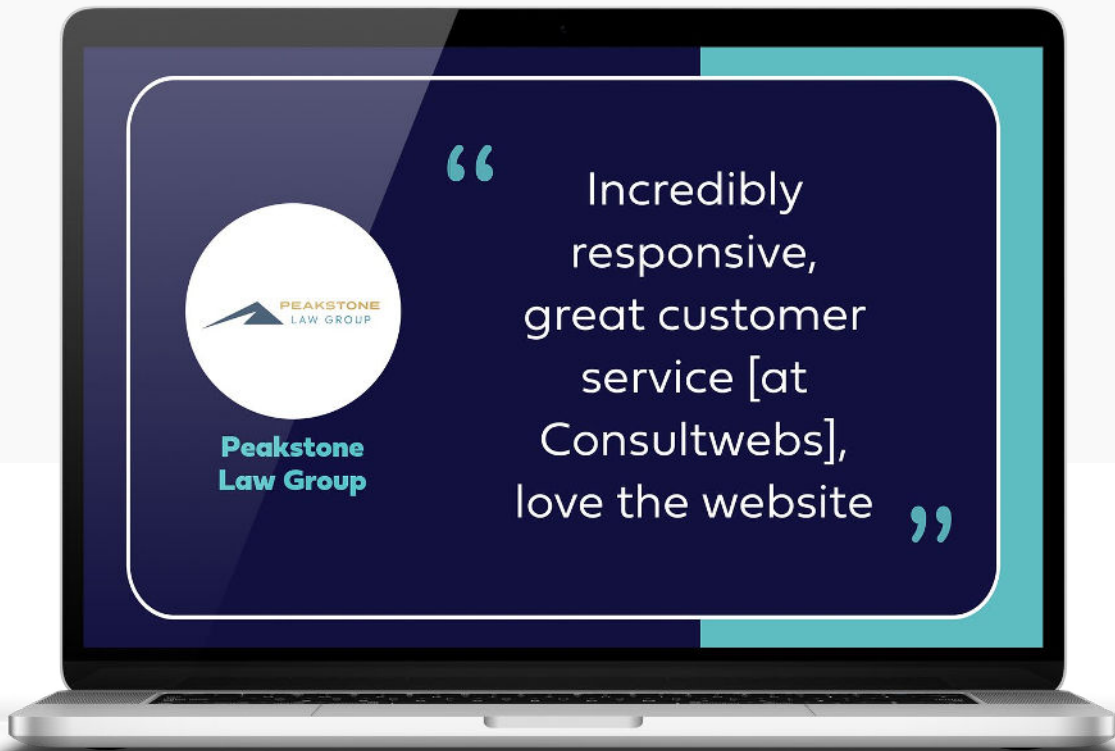 PEAKSTONE
LAW GROUP
Peakstone
Law Group
“
Incredibly
responsive,
great customer
service [at
Consultwebs],
love the website
”